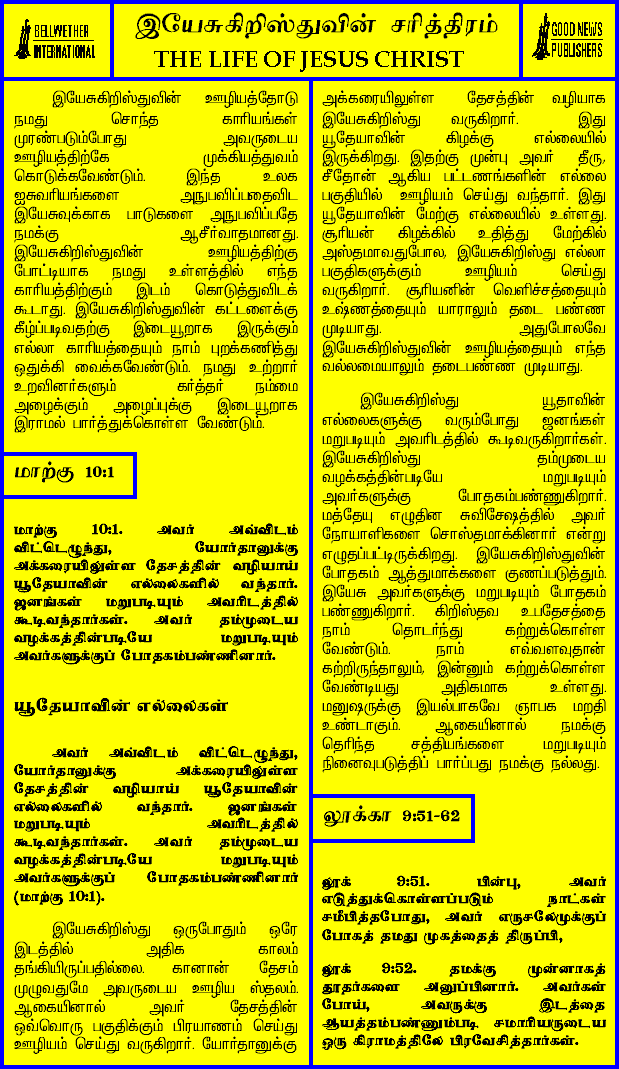 BELLWETHER
INTERNATIONAL
இயேசுகிறிஸ்துவின் சரித்திரம்
THE LIFE OF JESUS CHRIST
GOOD NEWS
PUBLISHERS
இயேசுகிறிஸ்துவின் ஊழியத்தோடு
நமது சொந்த காரியங்கள்
முரண்படும்போது அவருடைய
ஊழியத்திற்கே முக்கியத்துவம்
கொடுக்கவேண்டும். இந்த உலக
ஐசுவரியங்களை அநுபவிப்பதைவிட
இயேசுவுக்காக பாடுகளை அநுபவிப்பதே
நமக்கு ஆசீர்வாதமானது.
இயேசுகிறிஸ்துவின் ஊழியத்திற்கு
போட்டியாக நமது உள்ளத்தில் எந்த
காரியத்திற்கும் இடம் கொடுத்துவிடக்
கூடாது. இயேசுகிறிஸ்துவின் கட்டளைக்கு
கீழ்ப்படிவதற்கு இடையூறாக இருக்கும்
எல்லா காரியத்தையும் நாம் புறக்கணித்து
ஒதுக்கி வைக்கவேண்டும். நமது உற்றார்
உறவினர்களும் கர்த்தர் நம்மை
அழைக்கும் அழைப்புக்கு இடையூறாக
இராமல் பார்த்துக்கொள்ள வேண்டும்.
மாற்கு 10:1
மாற்கு 10:1. அவர் அவ்விடம்
விட்டெழுந்து, யோர்தானுக்கு
அக்கரையிலுள்ள தேசத்தின் வழியாய்
யூதேயாவின் எல்லைகளில் வந்தார்.
ஜனங்கள் மறுபடியும் அவரிடத்தில்
கூடிவந்தார்கள். அவர் தம்முடைய
வழக்கத்தின்படியே மறுபடியும்
அவர்களுக்குப் போதகம்பண்ணினார்.
யூதேயாவின் எல்லைகள்
அவர் அவ்விடம் விட்டெழுந்து,
யோர்தானுக்கு அக்கரையிலுள்ள
தேசத்தின் வழியாய் யூதேயாவின்
எல்லைகளில் வந்தார். ஜனங்கள்
மறுபடியும் அவரிடத்தில்
கூடிவந்தார்கள். அவர் தம்முடைய
வழக்கத்தின்படியே மறுபடியும்
அவர்களுக்குப் போதகம்பண்ணினார்
(மாற்கு 10:1).
இயேசுகிறிஸ்து ஒருபோதும் ஒரே
இடத்தில் அதிக காலம்
தங்கியிருப்பதில்லை. கானான் தேசம்
முழுவதுமே அவருடைய ஊழிய ஸ்தலம்.
ஆகையினால் அவர் தேசத்தின்
ஒவ்வொரு பகுதிக்கும் பிரயாணம் செய்து
ஊழியம் செய்து வருகிறார். யோர்தானுக்கு
அக்கரையிலுள்ள தேசத்தின் வழியாக
இயேசுகிறிஸ்து வருகிறார். இது
யூதேயாவின் கிழக்கு எல்லையில்
இருக்கிறது. இதற்கு முன்பு அவர் தீரு,
சீதோன் ஆகிய பட்டணங்களின் எல்லை
பகுதியில் ஊழியம் செய்து வந்தார். இது
யூதேயாவின் மேற்கு எல்லையில் உள்ளது.
சூரியன் கிழக்கில் உதித்து மேற்கில்
அஸ்தமாவதுபோல, இயேசுகிறிஸ்து எல்லா
பகுதிகளுக்கும் ஊழியம் செய்து
வருகிறார். சூரியனின் வெளிச்சத்தையும்
உஷ்ணத்தையும் யாராலும் தடை பண்ண
முடியாது. அதுபோலவே
இயேசுகிறிஸ்துவின் ஊழியத்தையும் எந்த
வல்லமையாலும் தடைபண்ண முடியாது.
இயேசுகிறிஸ்து யூதாவின்
எல்லைகளுக்கு வரும்போது ஜனங்கள்
மறுபடியும் அவரிடத்தில் கூடிவருகிறார்கள்.
இயேசுகிறிஸ்து தம்முடைய
வழக்கத்தின்படியே மறுபடியும்
அவர்களுக்கு போதகம்பண்ணுகிறார்.
மத்தேயு எழுதின சுவிசேஷத்தில் அவர்
நோயாளிகளை சொஸ்தமாக்கினார் என்று
எழுதப்பட்டிருக்கிறது. இயேசுகிறிஸ்துவின்
போதகம் ஆத்துமாக்களை குணப்படுத்தும்.
இயேசு அவர்களுக்கு மறுபடியும் போதகம்
பண்ணுகிறார். கிறிஸ்தவ உபதேசத்தை
நாம் தொடர்ந்து கற்றுக்கொள்ள
வேண்டும். நாம் எவ்வளவுதான்
கற்றிருந்தாலும், இன்னும் கற்றுக்கொள்ள
வேண்டியது அதிகமாக உள்ளது.
மனுஷருக்கு இயல்பாகவே ஞாபக மறதி
உண்டாகும். ஆகையினால் நமக்கு
தெரிந்த சத்தியங்களை மறுபடியும்
நினைவுபடுத்திப் பார்ப்பது நமக்கு நல்லது.
லூக்கா 9:51-62
லூக் 9:51. பின்பு, அவர்
எடுத்துக்கொள்ளப்படும் நாட்கள்
சமீபித்தபோது, அவர் எருசலேமுக்குப்
போகத் தமது முகத்தைத் திருப்பி,
லூக் 9:52. தமக்கு முன்னாகத்
தூதர்களை அனுப்பினார். அவர்கள்
போய், அவருக்கு இடத்தை
ஆயத்தம்பண்ணும்படி சமாரியருடைய
ஒரு கிராமத்திலே பிரவேசித்தார்கள்.